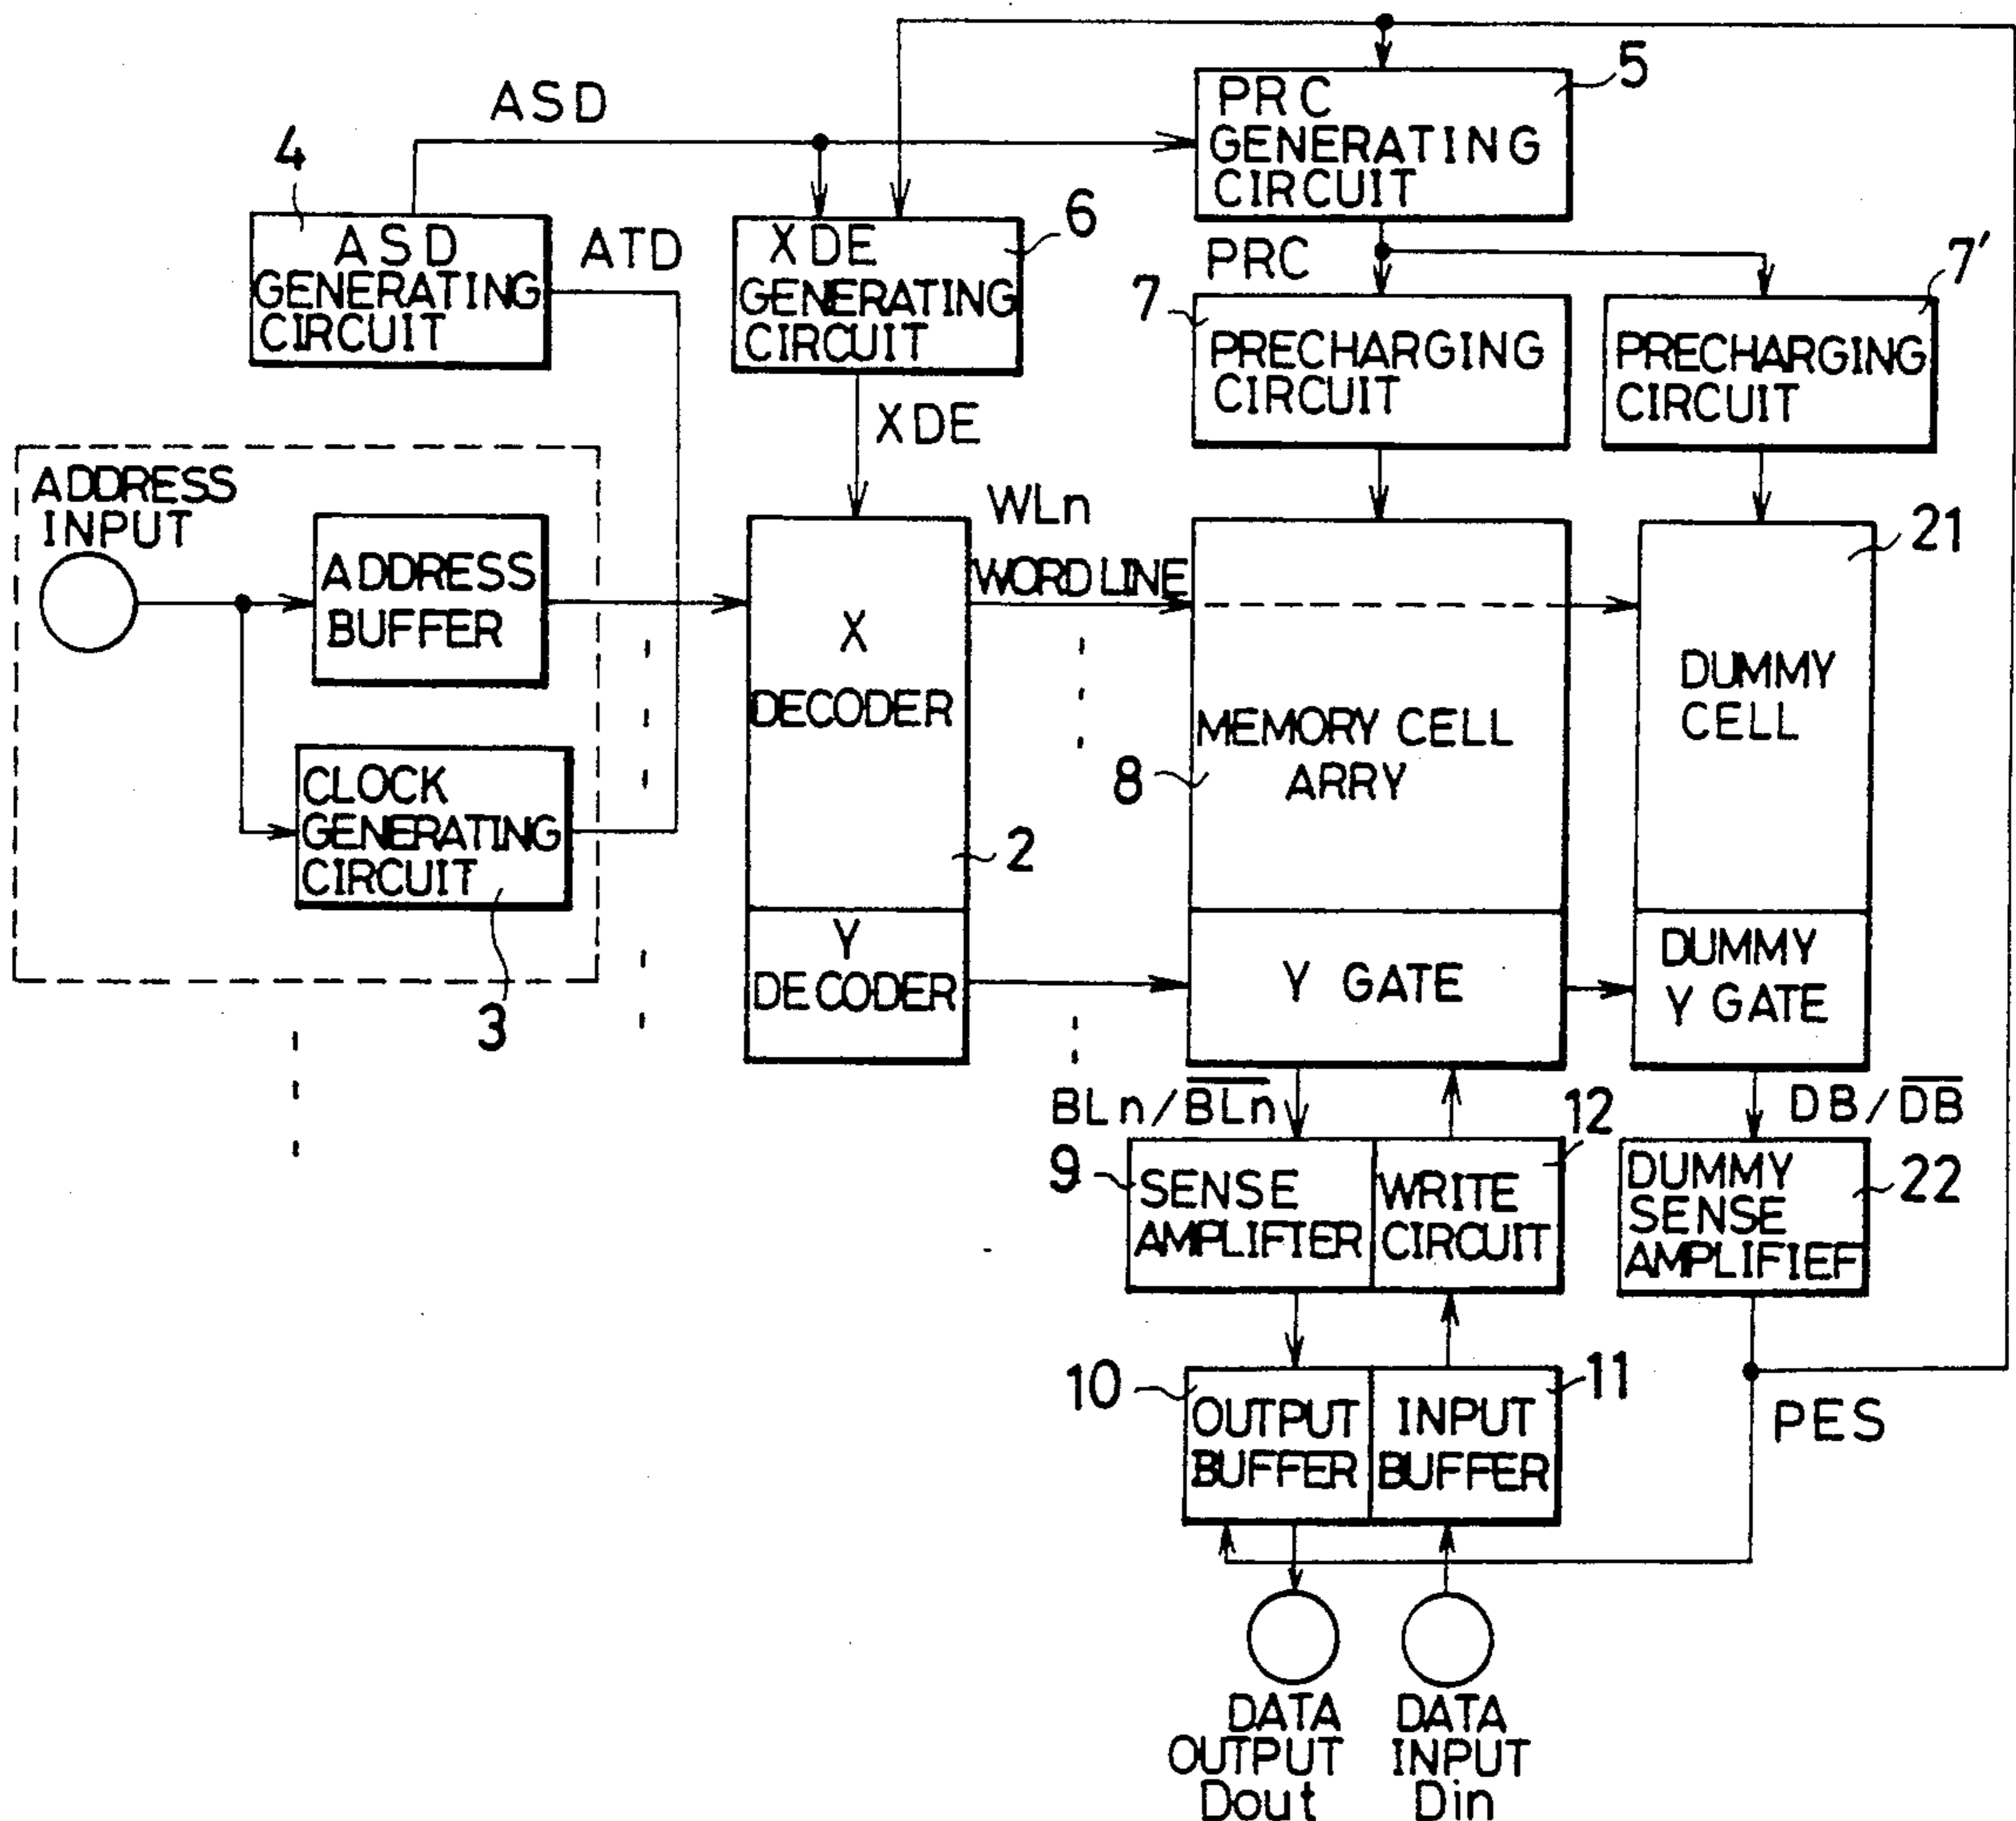 ASD
5
PRC
GENERATING
CIRCUIT
4
ASD
GENERATING
CIRCUIT
ATD
XDE
GENERATING
CIRCUIT
6
PRC
7
PRECHARGING
CIRCUIT
7'
PRECHARGING
CIRCUIT
XDE
ADDRESS
INPUT
ADDRESS
BUFFER
CLOCK
GENERATING
CIRCUIT
3
X
DECODER
2
Y
DECODER
WLn
WORD LINE
MEMORY CELL
ARRY
8
Y GATE
21
DUMMY
CELL
DUMMY
Y GATE
BLn/B̅L̅n̅
12
DB/D̅B̅
9
SENSE
AMPLIFIER
WRITE
CIRCUIT
DUMMY
SENSE
AMPLIFIEF
22
10
OUTPUT
BUFFER
INPUT
BUFFER
11
PES
DATA
OUTPUT
Dout
DATA
INPUT
Din